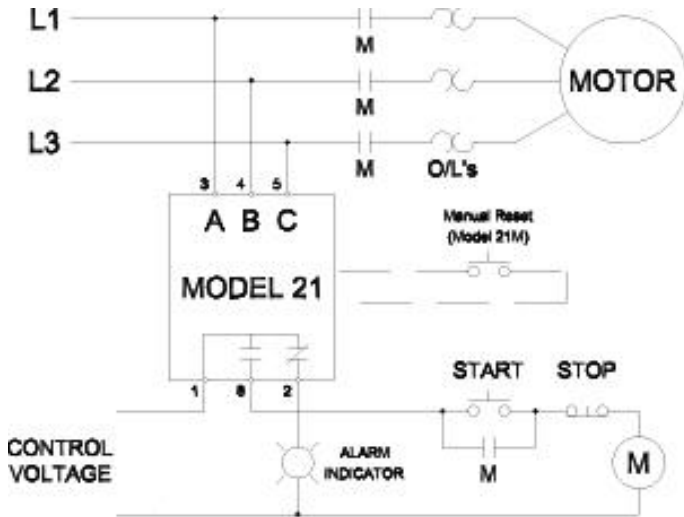 L1
M
L2
MOTOR
M
L3
M
O/L's
3 4 5
A B C
Manual Reset
(Model 21M)
MODEL 21
1 8 2
START STOP
CONTROL
VOLTAGE
ALARM
INDICATOR
M
M